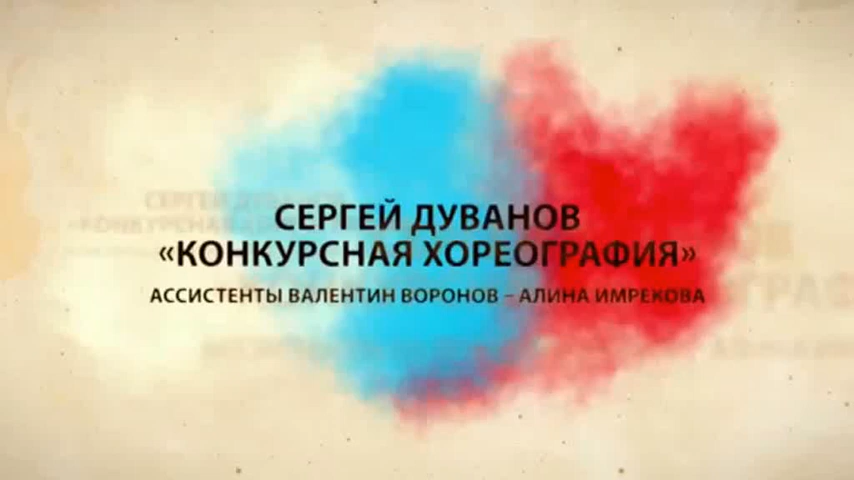 СЕРГЕЙ ДУВАНОВ
«КОНКУРСНАЯ ХОРЕОГРАФИЯ»
АССИСТЕНТЫ ВАЛЕНТИН ВОРОНОВ – АЛИНА ИМРЕКОВА